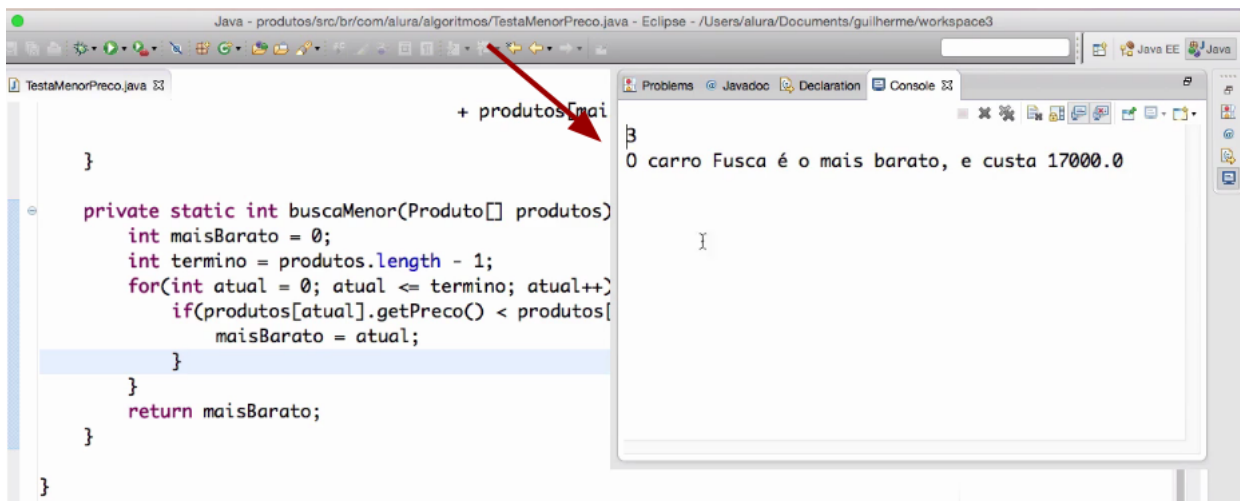 Java - produtos/src/br/com/alura/algoritmos/TestaMenorPreco.java - Eclipse - /Users/alura/Documents/guilherme/workspace3
Java EE Java
TestaMenorPreco.java
+ produtos[mai
}
private static int buscaMenor(Produto[] produtos)
int maisBarato = 0;
int termino = produtos.length - 1;
for(int atual = 0; atual <= termino; atual++)
if(produtos[atual].getPreco() < produtos[
maisBarato = atual;
}
}
return maisBarato;
}
}
Problems @ Javadoc Declaration Console
3
O carro Fusca é o mais barato, e custa 17000.0